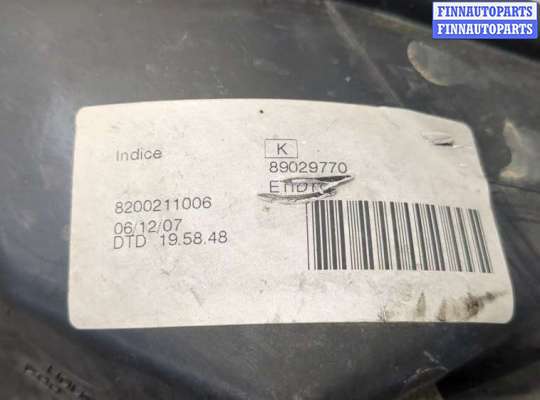 FINNAUTOPARTS
FINNAUTOPARTS
Indice
K
89029770
8200211006
06/12/07
DTD 19.58.48